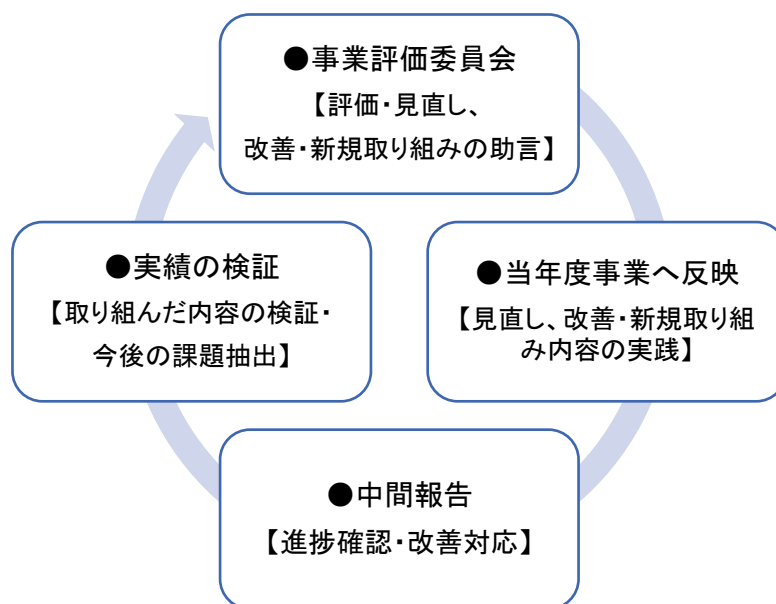 ●事業評価委員会
【評価・見直し、
改善・新規取り組みの助言】
●当年度事業へ反映
【見直し、改善・新規取り組
み内容の実践】
●中間報告
【進捗確認・改善対応】
●実績の検証
【取り組んだ内容の検証・
今後の課題抽出】